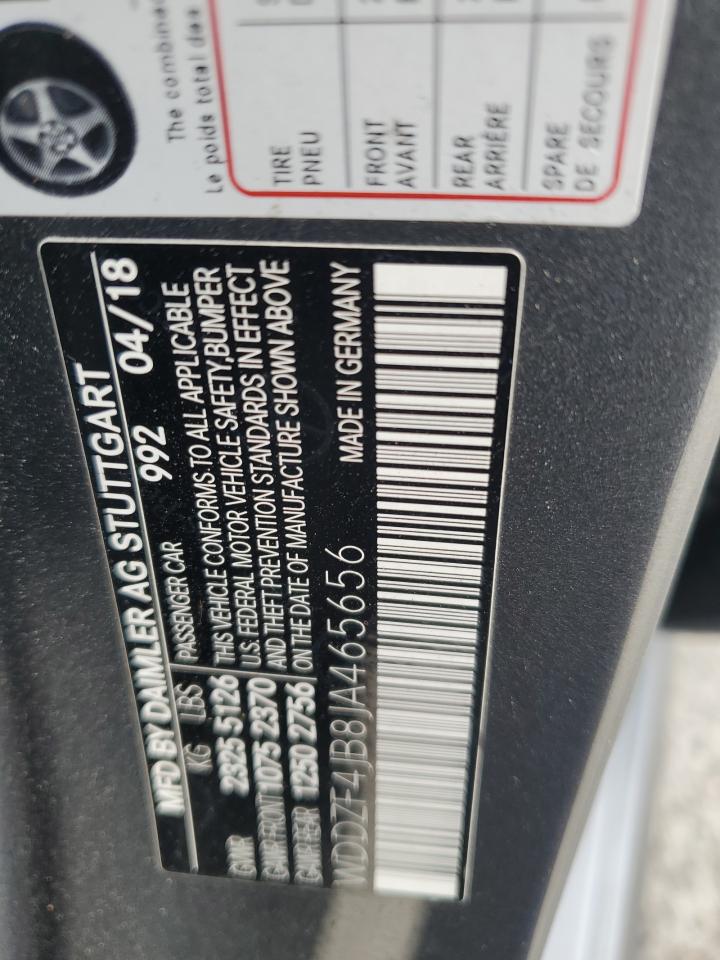 The combined
Le poids total des
TIRE
PNEU
FRONT
AVANT
REAR
ARRIÈRE
SPARE
DE SECOURS
MFD BY DAIMLER AG STUTTGART
992 04/18
KG LBS
GVWR 2325 5126
GAWR FRONT 1075 2370
GAWR REAR 1250 2756
PASSENGER CAR
THIS VEHICLE CONFORMS TO ALL APPLICABLE
U.S. FEDERAL MOTOR VEHICLE SAFETY, BUMPER
AND THEFT PREVENTION STANDARDS IN EFFECT
ON THE DATE OF MANUFACTURE SHOWN ABOVE
WDDZF4JB8JA465656
MADE IN GERMANY